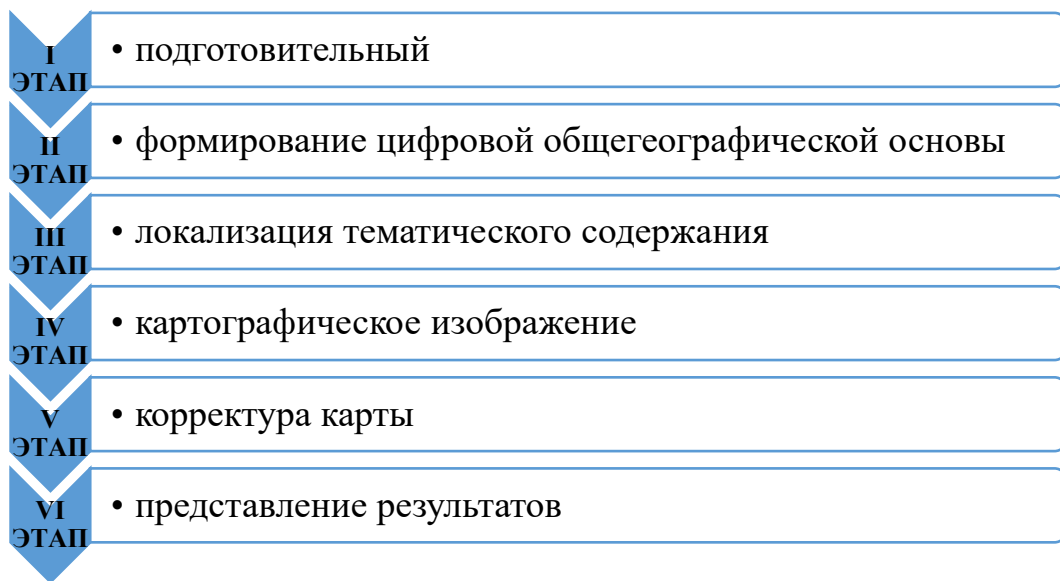 I
ЭТАП
• подготовительный
II
ЭТАП
• формирование цифровой общегеографической основы
III
ЭТАП
• локализация тематического содержания
IV
ЭТАП
• картографическое изображение
V
ЭТАП
• корректура карты
VI
ЭТАП
• представление результатов